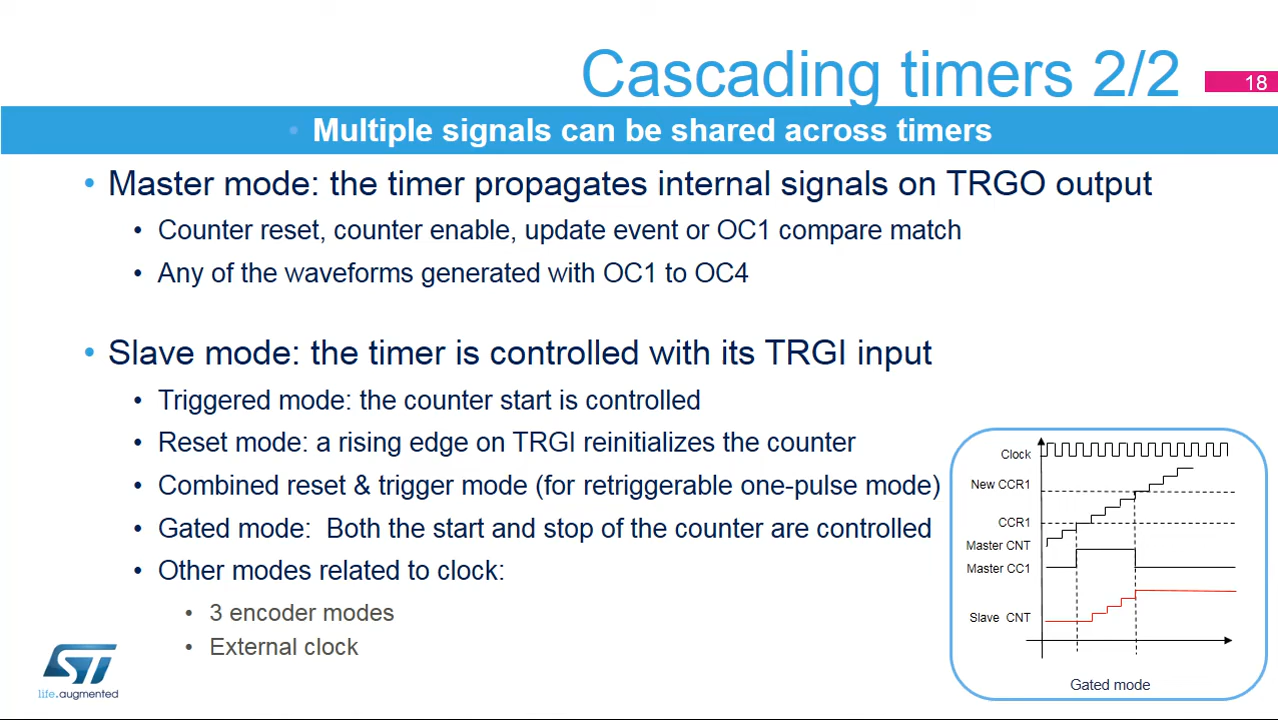 Cascading timers 2/2
18
• Multiple signals can be shared across timers
• Master mode: the timer propagates internal signals on TRGO output
• Counter reset, counter enable, update event or OC1 compare match
• Any of the waveforms generated with OC1 to OC4
• Slave mode: the timer is controlled with its TRGI input
• Triggered mode: the counter start is controlled
• Reset mode: a rising edge on TRGI reinitializes the counter
• Combined reset & trigger mode (for retriggerable one-pulse mode)
• Gated mode:  Both the start and stop of the counter are controlled
• Other modes related to clock:
• 3 encoder modes
• External clock
Clock
New CCR1
CCR1
Master CNT
Master CC1
Slave CNT
Gated mode
ST
life.augmented